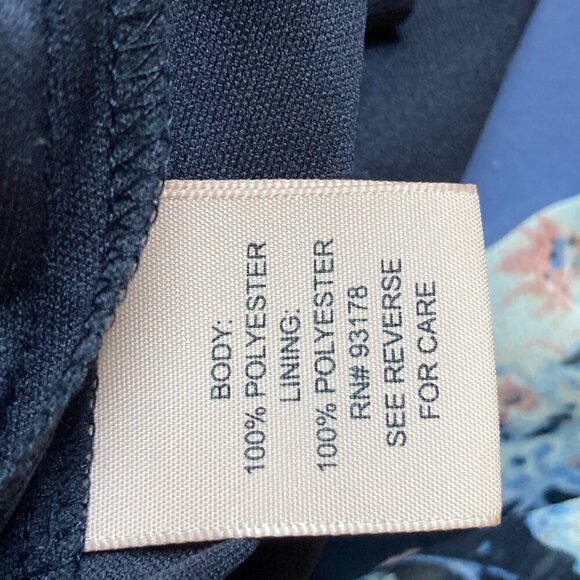 BODY:
100% POLYESTER
LINING:
100% POLYESTER
RN# 93178
SEE REVERSE
FOR CARE